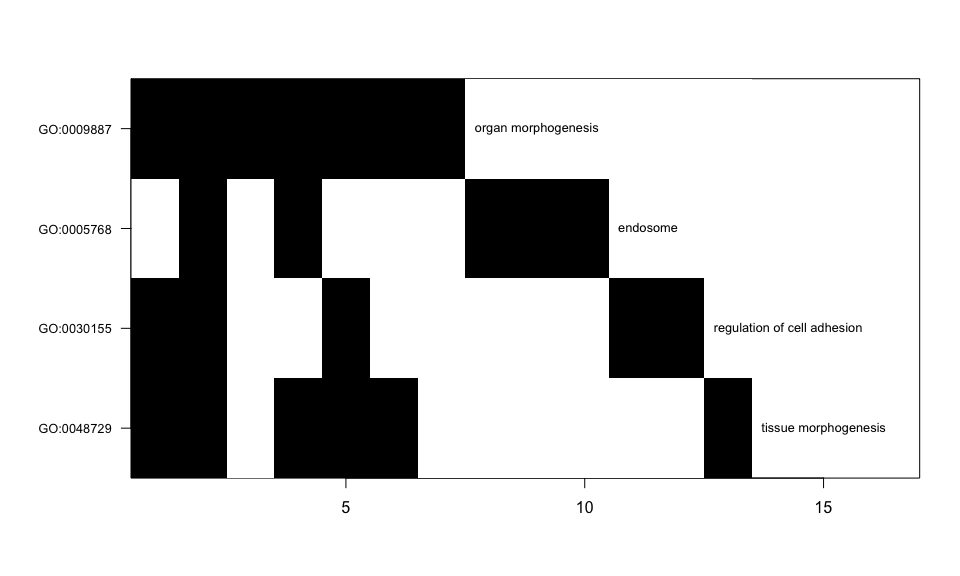 GO:0009887 organ morphogenesis
GO:0005768 endosome
GO:0030155 regulation of cell adhesion
GO:0048729 tissue morphogenesis
5 10 15